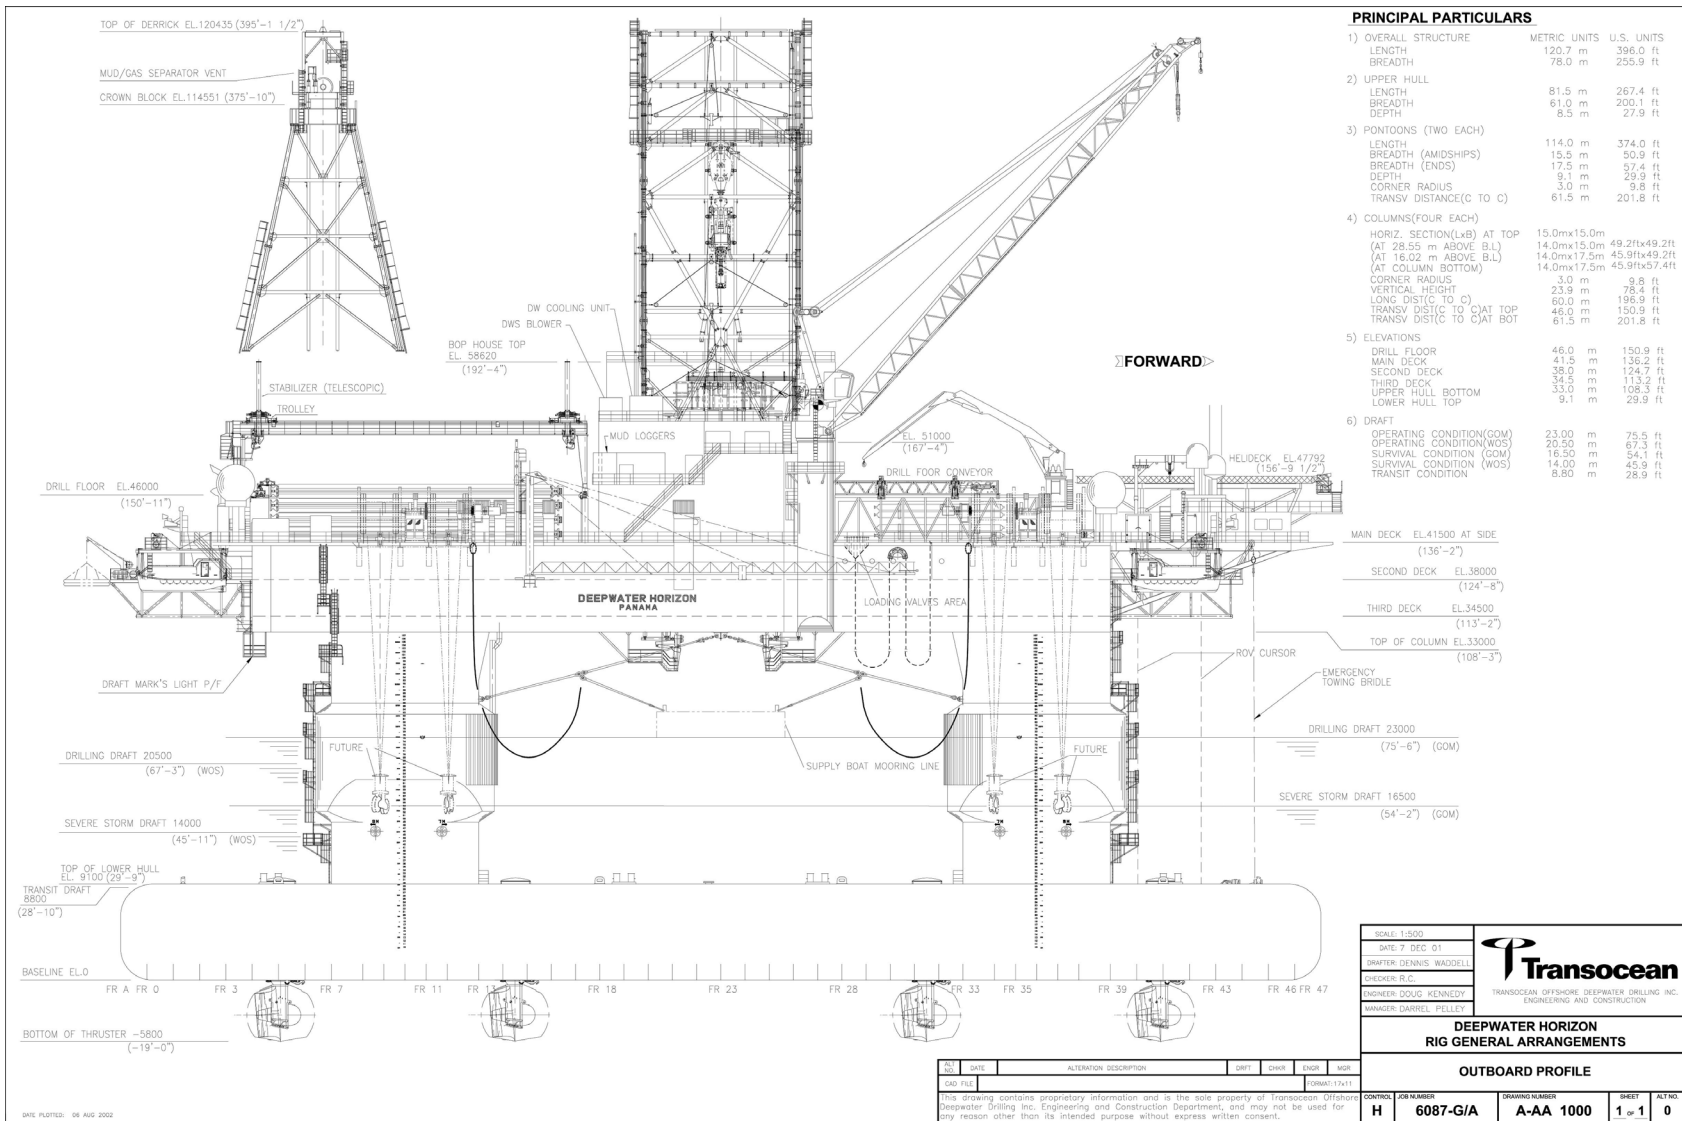 TOP OF DERRICK EL.120435 (395'-1 1/2")
MUD/GAS SEPARATOR VENT
CROWN BLOCK EL.114551 (375'-10")
DW COOLING UNIT
DWS BLOWER
BOP HOUSE TOP
EL. 58620
(192'-4")
STABILIZER (TELESCOPIC)
TROLLEY
MUD LOGGERS
EL. 51000
(167'-4")
DRILL FOOR CONVEYOR
FORWARD
HELIDECK EL.47792
(156'-9 1/2")
DRILL FLOOR EL.46000
(150'-11")
MAIN DECK EL.41500 AT SIDE
(136'-2")
SECOND DECK EL.38000
(124'-8")
THIRD DECK EL.34500
(113'-2")
TOP OF COLUMN EL.33000
(108'-3")
DEEPWATER HORIZON
PANAMA
LOADING VALVES AREA
ROV CURSOR
EMERGENCY
TOWING BRIDLE
DRAFT MARK'S LIGHT P/F
DRILLING DRAFT 23000
(75'-6") (GOM)
DRILLING DRAFT 20500
(67'-3") (WOS)
FUTURE
FUTURE
SUPPLY BOAT MOORING LINE
SEVERE STORM DRAFT 16500
(54'-2") (GOM)
SEVERE STORM DRAFT 14000
(45'-11") (WOS)
TOP OF LOWER HULL
EL. 9100 (29'-9")
TRANSIT DRAFT
8800
(28'-10")
BASELINE EL.0
FR A FR 0 FR 3 FR 7 FR 11 FR 13 FR 18 FR 23 FR 28 FR 33 FR 35 FR 39 FR 43 FR 46 FR 47
BOTTOM OF THRUSTER -5800
(-19'-0")
DATE PLOTTED: 06 AUG 2002
PRINCIPAL PARTICULARS
1) OVERALL STRUCTURE METRIC UNITS U.S. UNITS
LENGTH 120.7 m 396.0 ft
BREADTH 78.0 m 255.9 ft
2) UPPER HULL
LENGTH 81.5 m 267.4 ft
BREADTH 61.0 m 200.1 ft
DEPTH 8.5 m 27.9 ft
3) PONTOONS (TWO EACH)
LENGTH 114.0 m 374.0 ft
BREADTH (AMIDSHIPS) 15.5 m 50.9 ft
BREADTH (ENDS) 17.5 m 57.4 ft
DEPTH 9.1 m 29.9 ft
CORNER RADIUS 3.0 m 9.8 ft
TRANSV DISTANCE(C TO C) 61.5 m 201.8 ft
4) COLUMNS(FOUR EACH)
HORIZ. SECTION(LxB) AT TOP 15.0mx15.0m
(AT 28.55 m ABOVE B.L) 14.0mx15.0m 49.2ftx49.2ft
(AT 16.02 m ABOVE B.L) 14.0mx17.5m 45.9ftx49.2ft
(AT COLUMN BOTTOM) 14.0mx17.5m 45.9ftx57.4ft
CORNER RADIUS 3.0 m 9.8 ft
VERTICAL HEIGHT 23.9 m 78.4 ft
LONG DIST(C TO C) 60.0 m 196.9 ft
TRANSV DIST(C TO C)AT TOP 46.0 m 150.9 ft
TRANSV DIST(C TO C)AT BOT 61.5 m 201.8 ft
5) ELEVATIONS
DRILL FLOOR 46.0 m 150.9 ft
MAIN DECK 41.5 m 136.2 ft
SECOND DECK 38.0 m 124.7 ft
THIRD DECK 34.5 m 113.2 ft
UPPER HULL BOTTOM 33.0 m 108.3 ft
LOWER HULL TOP 9.1 m 29.9 ft
6) DRAFT
OPERATING CONDITION(GOM) 23.00 m 75.5 ft
OPERATING CONDITION(WOS) 20.50 m 67.3 ft
SURVIVAL CONDITION (GOM) 16.50 m 54.1 ft
SURVIVAL CONDITION (WOS) 14.00 m 45.9 ft
TRANSIT CONDITION 8.80 m 28.9 ft
SCALE: 1:500
DATE: 7 DEC 01
DRAFTER: DENNIS WADDELL
CHECKER: R.C.
ENGINEER: DOUG KENNEDY
MANAGER: DARREL PELLEY
Transocean
TRANSOCEAN OFFSHORE DEEPWATER DRILLING INC.
ENGINEERING AND CONSTRUCTION
DEEPWATER HORIZON
RIG GENERAL ARRANGEMENTS
OUTBOARD PROFILE
CONTROL JOB NUMBER DRAWING NUMBER SHEET ALT NO.
H 6087-G/A A-AA 1000 1 OF 1 0
ALT NO. DATE ALTERATION DESCRIPTION DRFT CHKR ENGR MGR
CAD FILE FORMAT:17x11
This drawing contains proprietary information and is the sole property of Transocean Offshore
Deepwater Drilling Inc. Engineering and Construction Department, and may not be used for
any reason other than its intended purpose without express written consent.